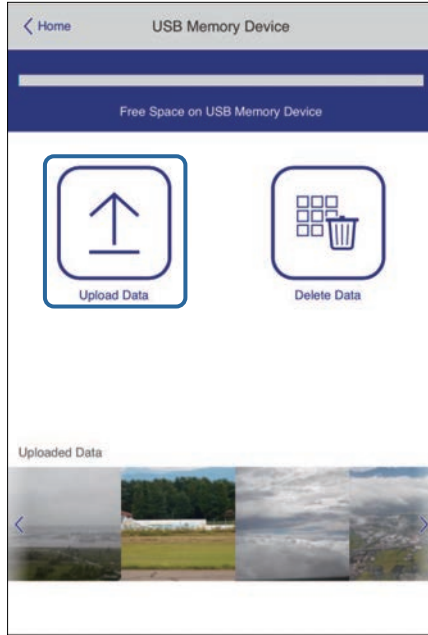 Home
USB Memory Device
Free Space on USB Memory Device
Upload Data
Delete Data
Uploaded Data